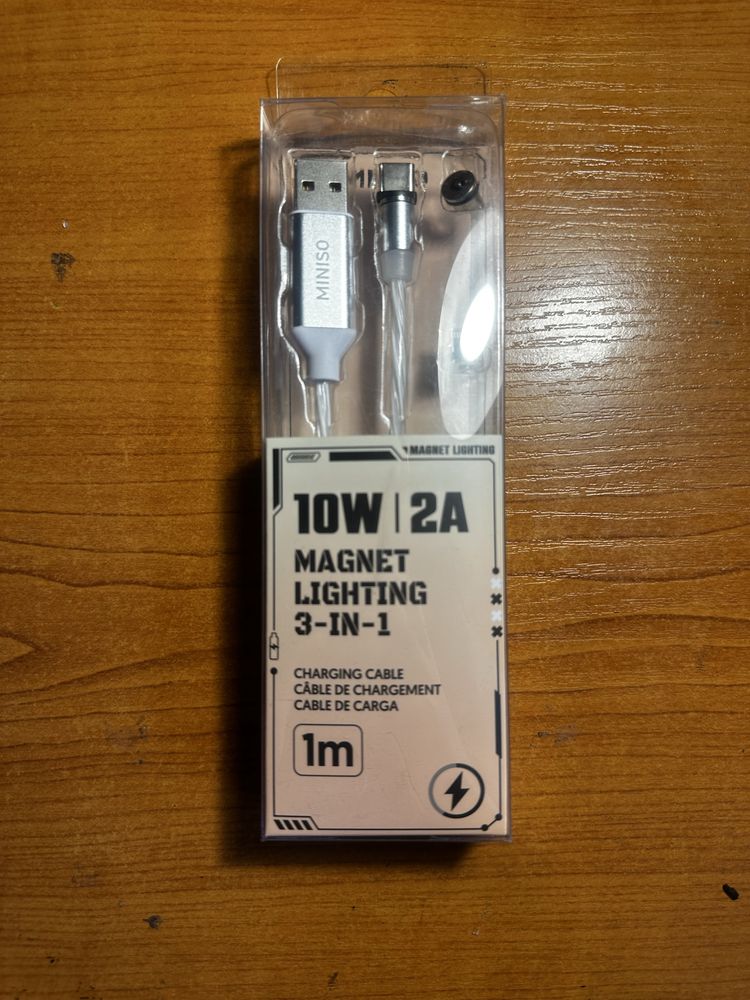 MINISO
MAGNET LIGHTING
10W | 2A
MAGNET
LIGHTING
3-IN-1
CHARGING CABLE
CÂBLE DE CHARGEMENT
CABLE DE CARGA
1m